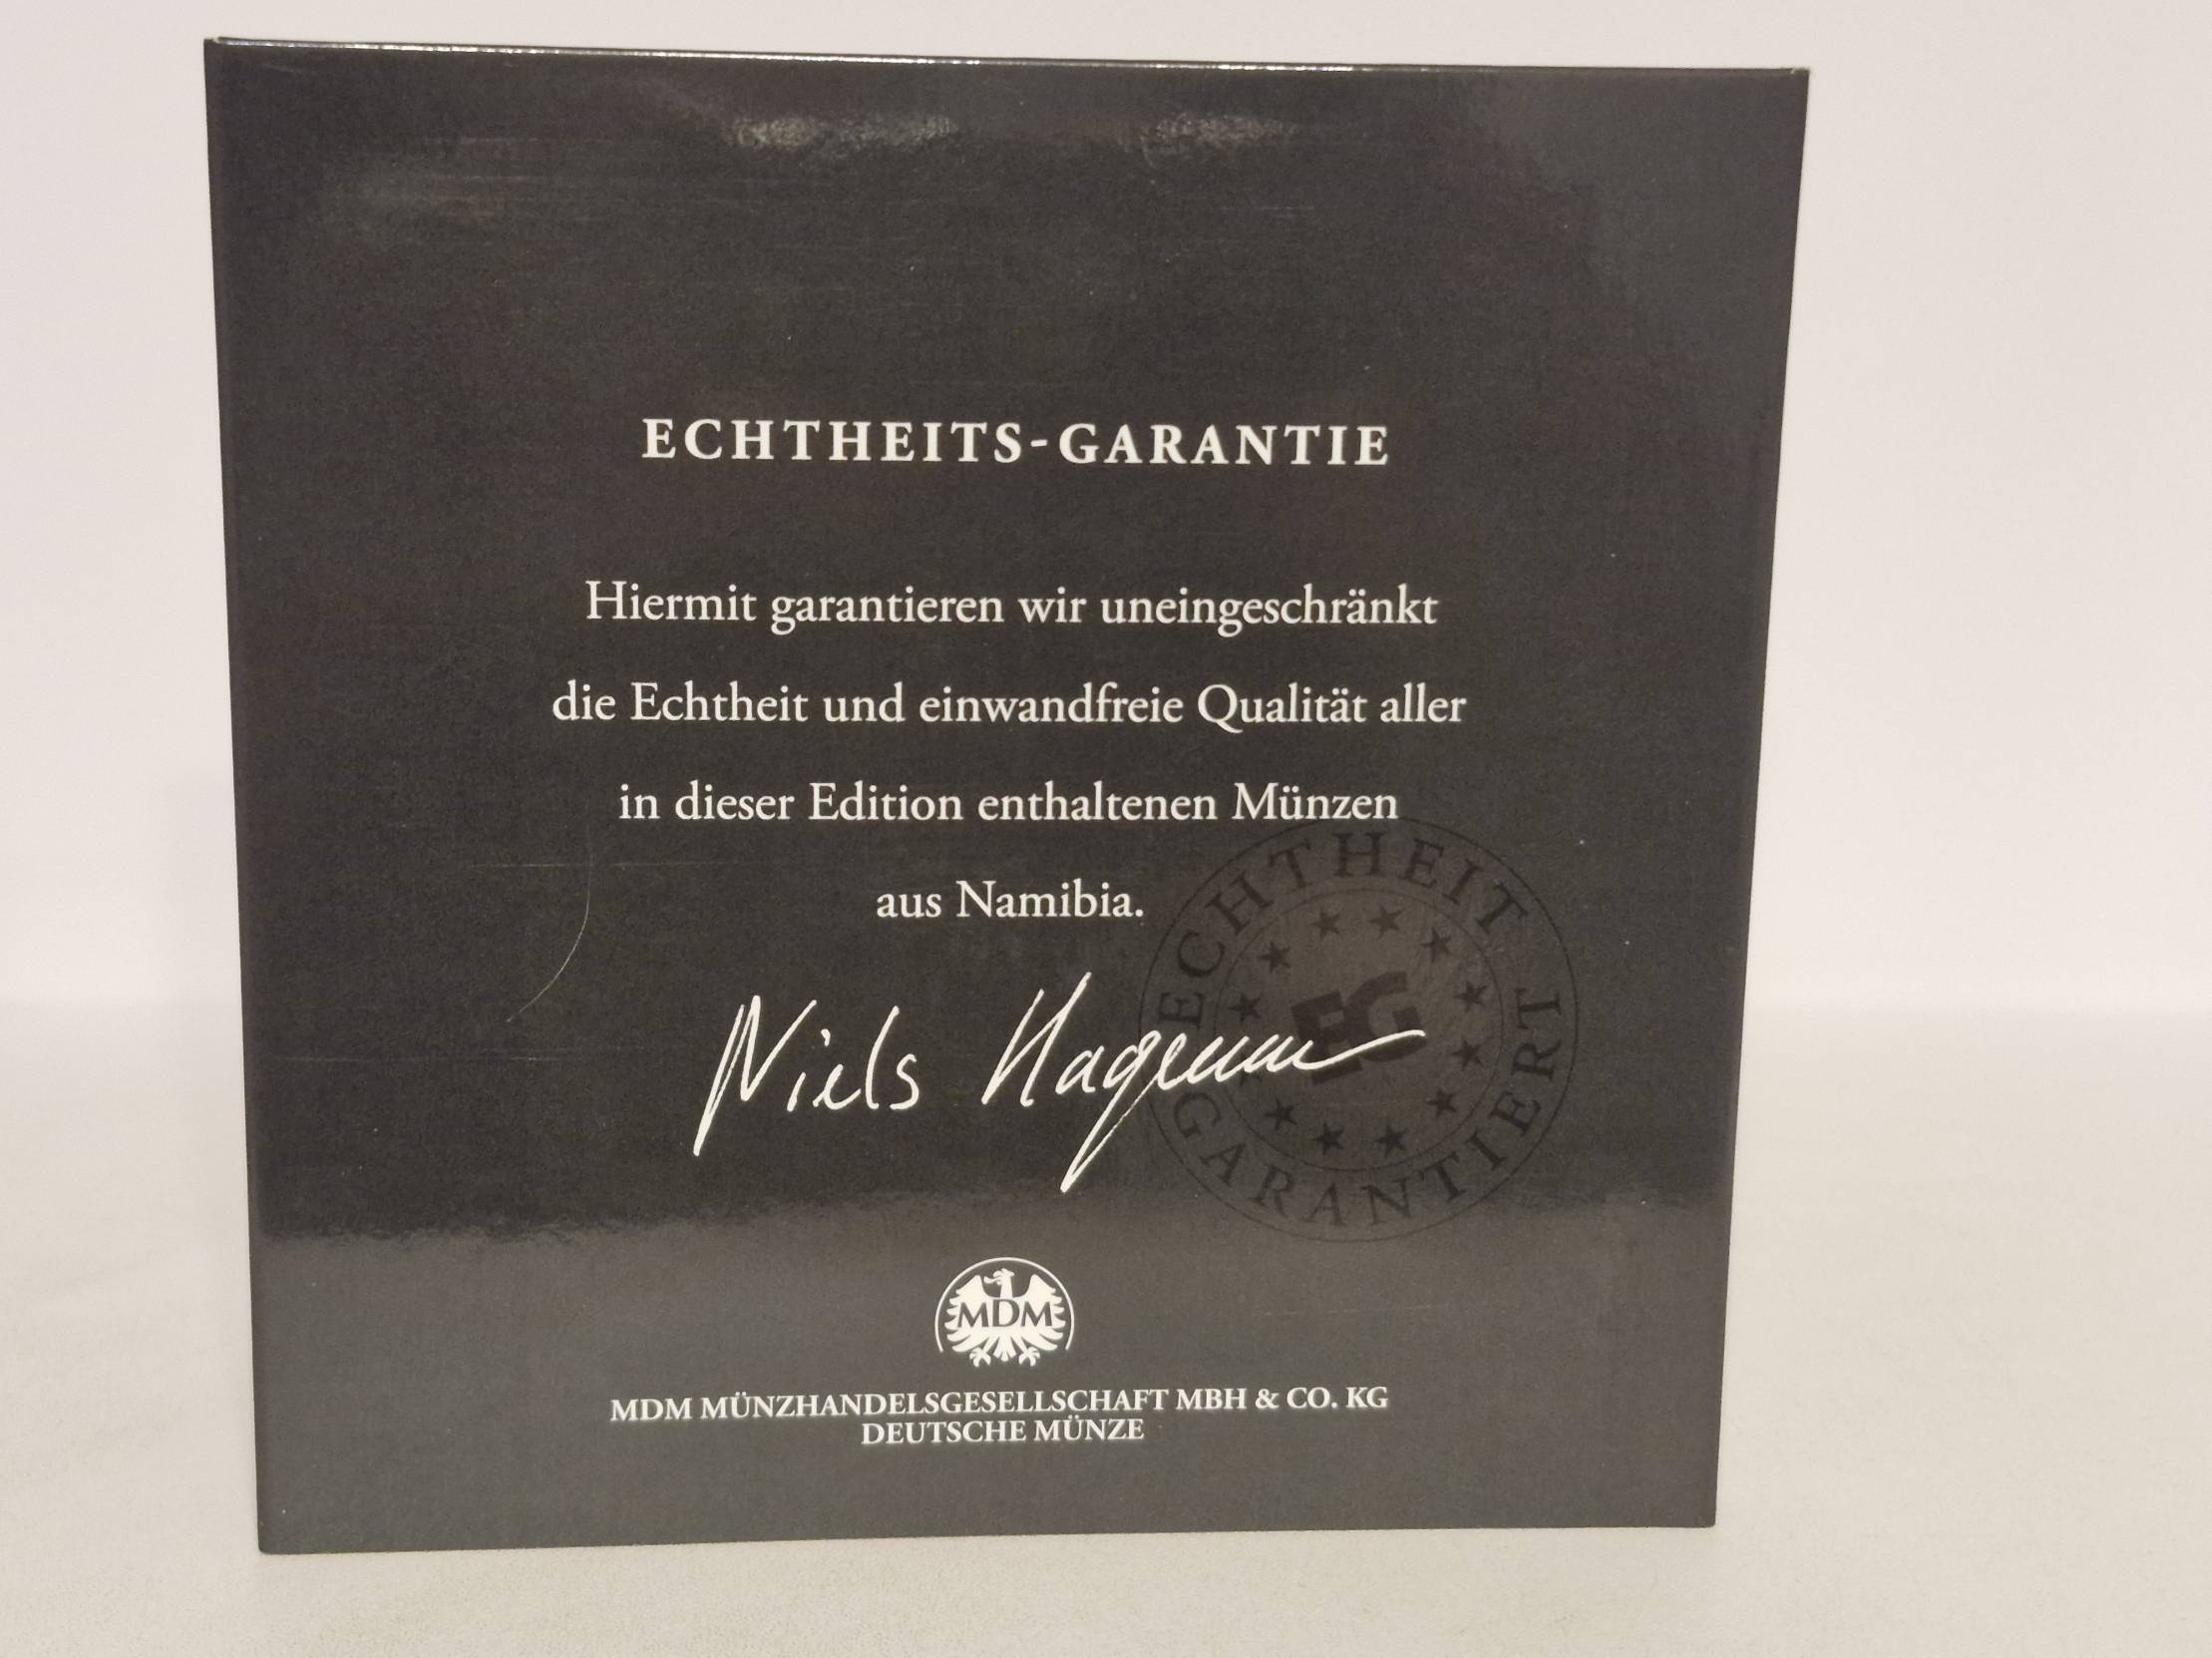 ECHTHEITS-GARANTIE
Hiermit garantieren wir uneingeschränkt
die Echtheit und einwandfreie Qualität aller
in dieser Edition enthaltenen Münzen
aus Namibia.
ECHTHEIT
EG
GARANTIERT
Niels
MDM
MDM MÜNZHANDELSGESELLSCHAFT MBH & CO. KG
DEUTSCHE MÜNZE